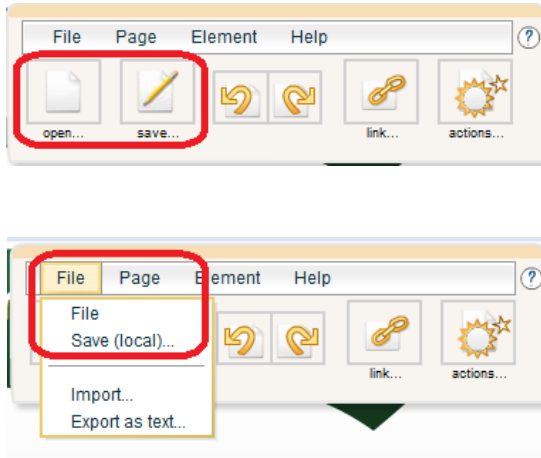 File Page Element Help ?
open... save... link... actions...
File Page Element Help ?
File
Save (local)...
link... actions...
Import...
Export as text...